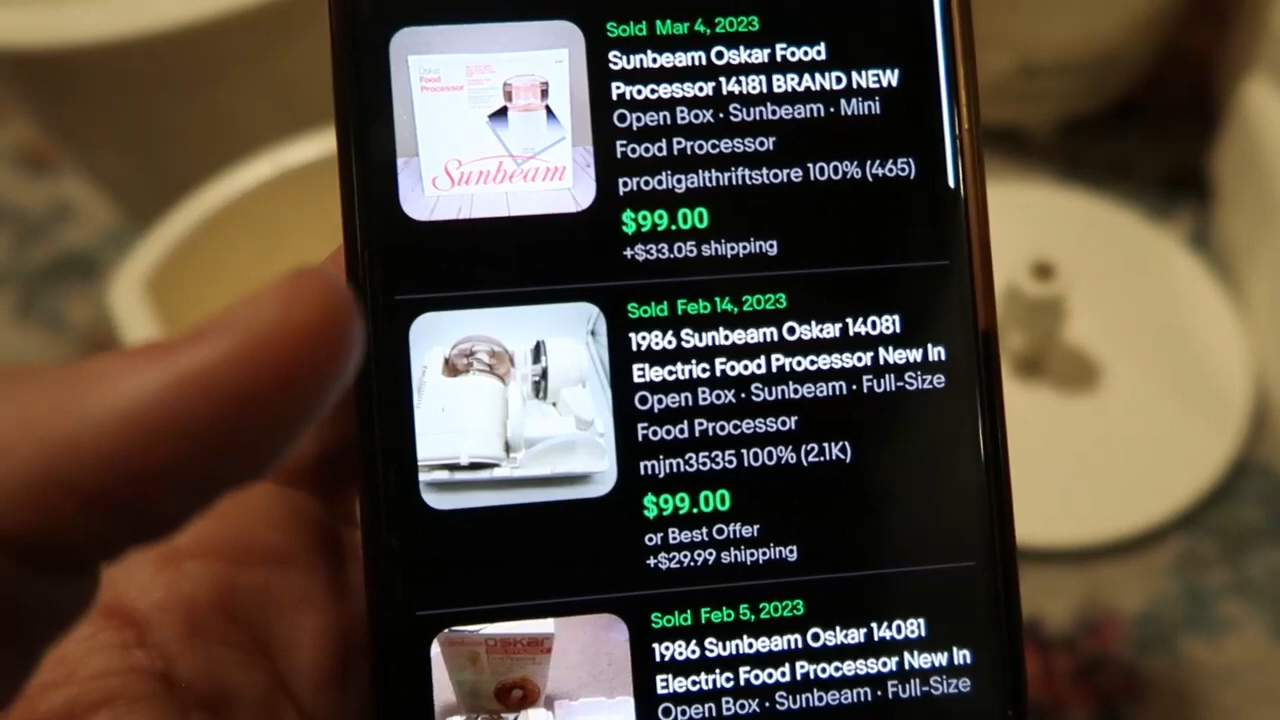 Sold Mar 4, 2023
Sunbeam Oskar Food
Processor 14181 BRAND NEW
Open Box · Sunbeam · Mini
Food Processor
prodigalthriftstore 100% (465)
$99.00
+$33.05 shipping
Oskar
Food
Processor
Sunbeam
Sold Feb 14, 2023
1986 Sunbeam Oskar 14081
Electric Food Processor New In
Open Box · Sunbeam · Full-Size
Food Processor
mjm3535 100% (2.1K)
$99.00
or Best Offer
+$29.99 shipping
Sold Feb 5, 2023
1986 Sunbeam Oskar 14081
Electric Food Processor New In
Open Box · Sunbeam · Full-Size
oskar